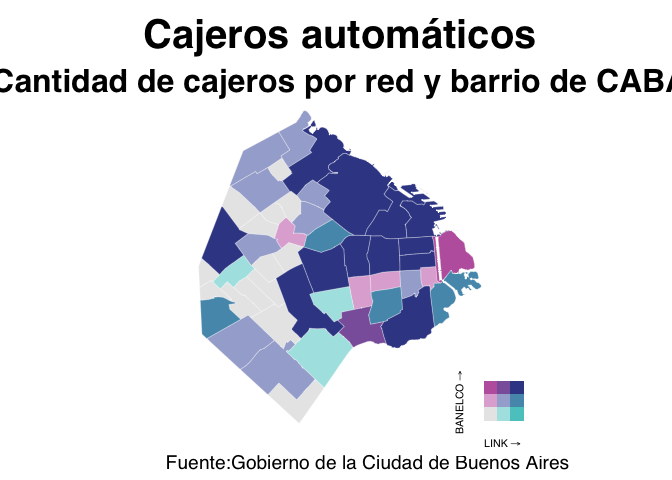 Cajeros automáticos
Cantidad de cajeros por red y barrio de CABA
BANELCO →
LINK →
Fuente:Gobierno de la Ciudad de Buenos Aires